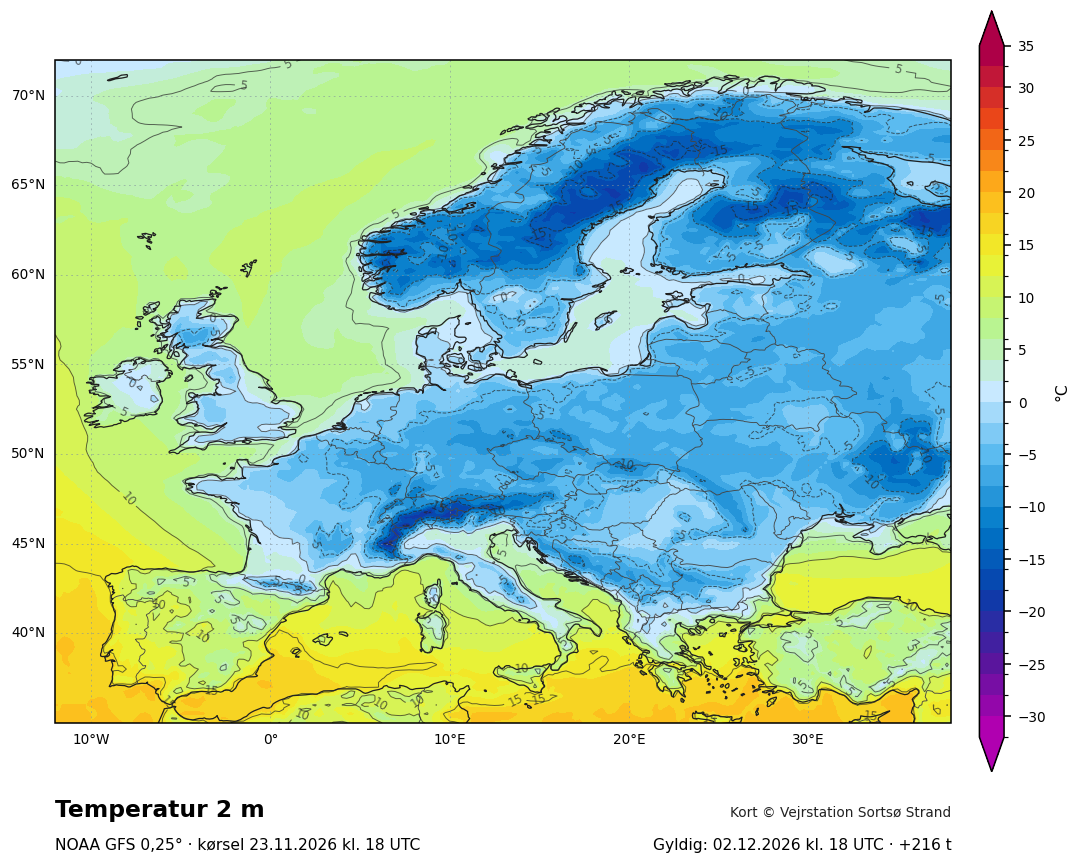 35
30
25
20
15
10
5
0
−5
−10
−15
−20
−25
−30
°C
70°N
65°N
60°N
55°N
50°N
45°N
40°N
10°W
0°
10°E
20°E
30°E
Temperatur 2 m
Kort © Vejrstation Sortsø Strand
NOAA GFS 0,25° · kørsel 23.11.2026 kl. 18 UTC
Gyldig: 02.12.2026 kl. 18 UTC · +216 t